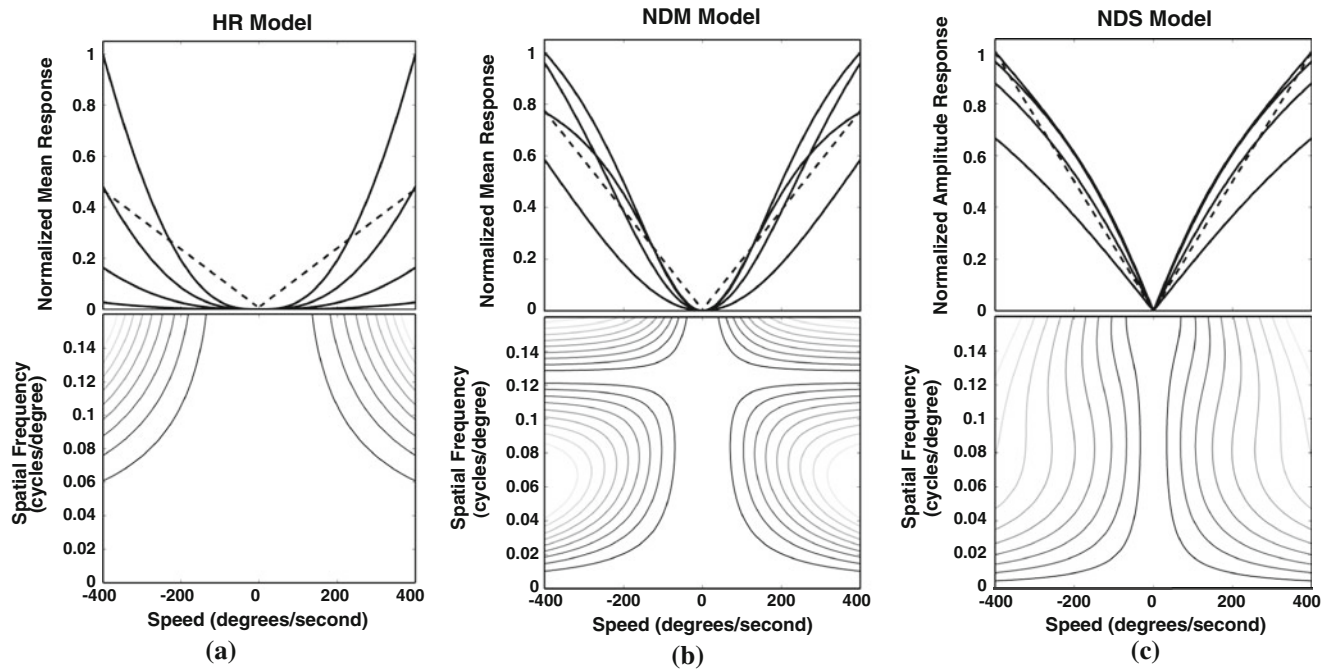 HR Model
Normalized Mean Response
1
0.8
0.6
0.4
0.2
0
Spatial Frequency
(cycles/degree)
0.14
0.12
0.1
0.08
0.06
0.04
0.02
0
-400 -200 0 200 400
Speed (degrees/second)
(a)
NDM Model
Normalized Mean Response
1
0.8
0.6
0.4
0.2
0
Spatial Frequency
(cycles/degree)
0.14
0.12
0.1
0.08
0.06
0.04
0.02
0
-400 -200 0 200 400
Speed (degrees/second)
(b)
NDS Model
Normalized Amplitude Response
1
0.8
0.6
0.4
0.2
0
Spatial Frequency
(cycles/degree)
0.14
0.12
0.1
0.08
0.06
0.04
0.02
0
-400 -200 0 200 400
Speed (degrees/second)
(c)